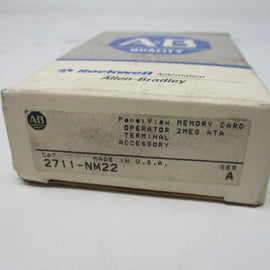 A·B
QUALITY
Rockwell Automation
Allen-Bradley
AB
PanelView MEMORY CARD
OPERATOR 2MEG ATA
TERMINAL
ACCESSORY
CAT MADE IN U.S.A. SER
2711-NM22 A